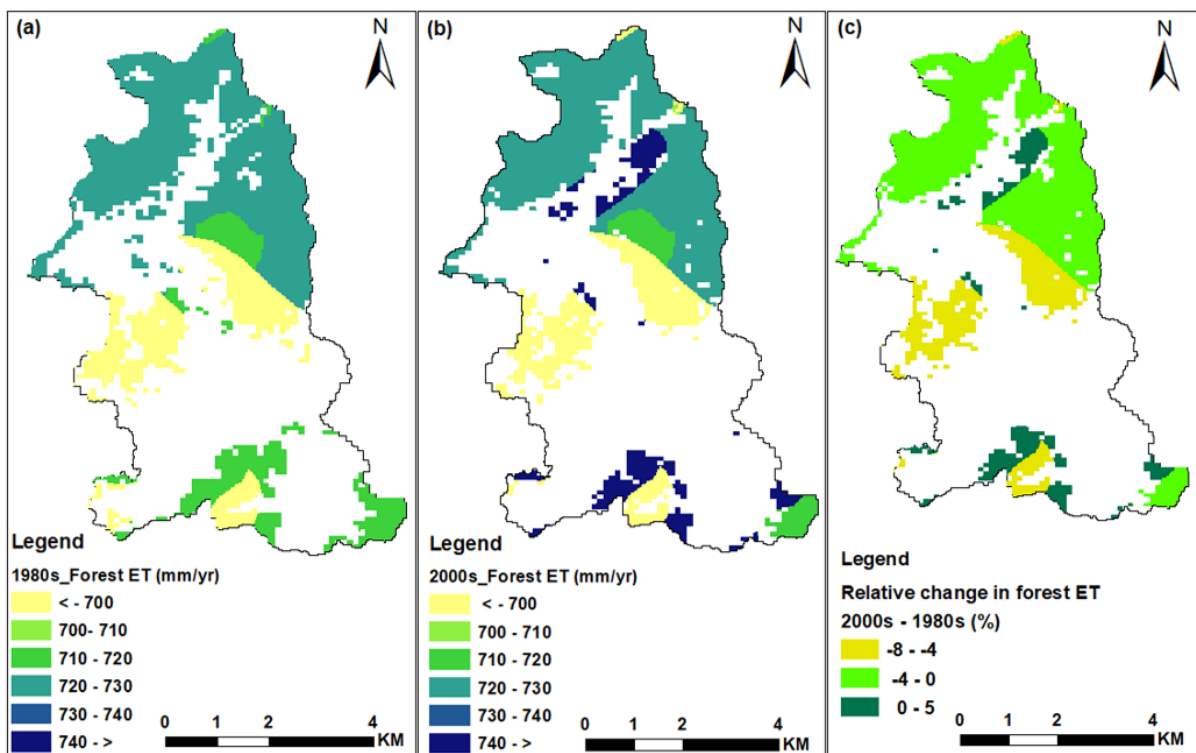 (a)
N
Legend
1980s_Forest ET (mm/yr)
< - 700
700- 710
710 - 720
720 - 730
730 - 740
740 - >
0 1 2 4
KM
(b)
N
Legend
2000s_Forest ET (mm/yr)
< - 700
700 - 710
710 - 720
720 - 730
730 - 740
740 - >
0 1 2 4
KM
(c)
N
Legend
Relative change in forest ET
2000s - 1980s (%)
-8 - -4
-4 - 0
0 - 5
0 1 2 4
KM